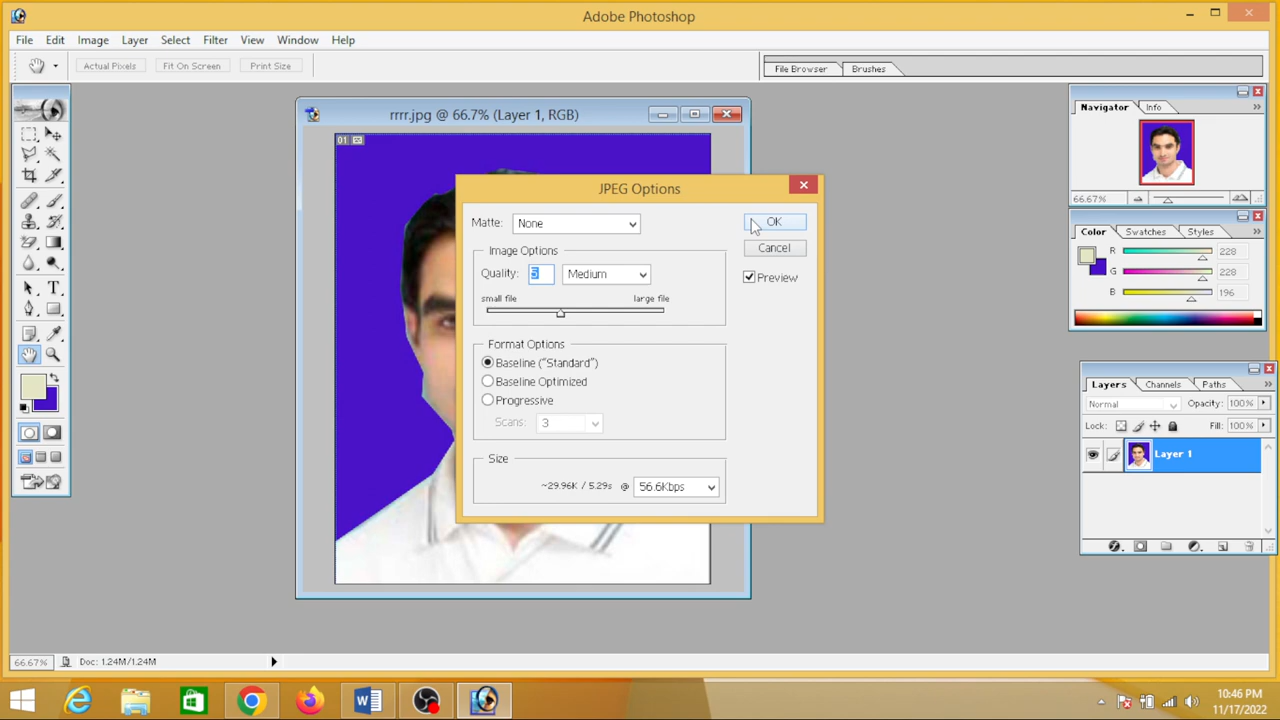 Adobe Photoshop
File Edit Image Layer Select Filter View Window Help
Actual Pixels Fit On Screen Print Size
File Browser Brushes
rrrr.jpg @ 66.7% (Layer 1, RGB)
01
JPEG Options
Matte: None
OK
Cancel
Preview
Image Options
Quality: 5 Medium
small file large file
Format Options
Baseline ("Standard")
Baseline Optimized
Progressive
Scans: 3
Size
~29.96K / 5.29s @ 56.6Kbps
Navigator Info
66.67%
Color Swatches Styles
R 228
G 228
B 196
Layers Channels Paths
Normal Opacity: 100%
Lock: Fill: 100%
Layer 1
66.67% Doc: 1.24M/1.24M
10:46 PM
11/17/2022